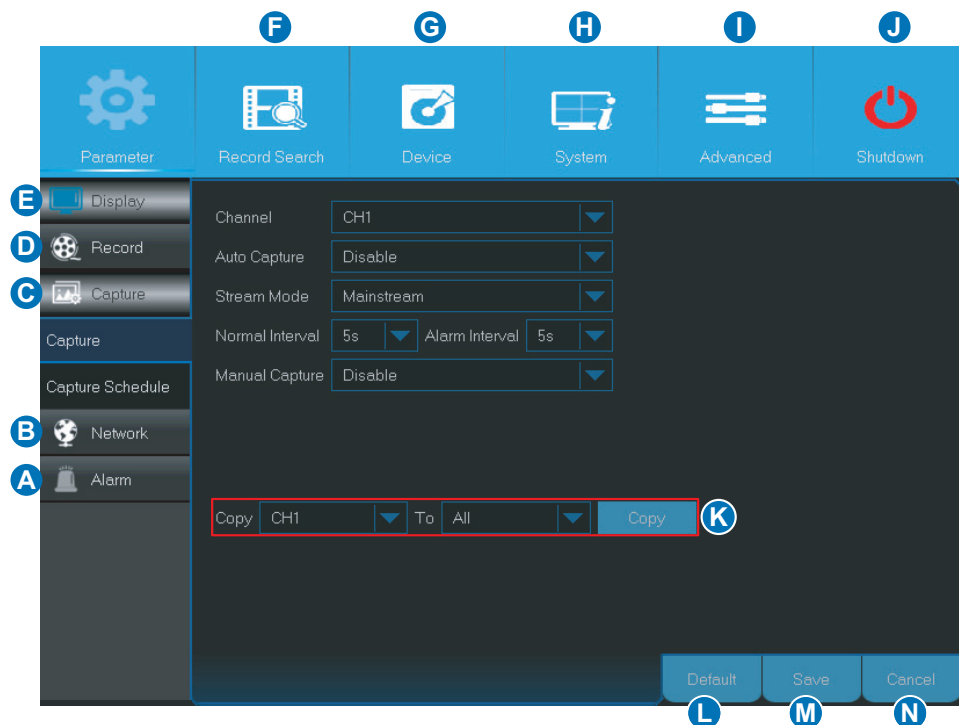 F G H I J
Parameter Record Search Device System Advanced Shutdown
E Display
D Record
C Capture
Capture
Capture Schedule
B Network
A Alarm
Channel CH1
Auto Capture Disable
Stream Mode Mainstream
Normal Interval 5s Alarm Interval 5s
Manual Capture Disable
Copy CH1 To All Copy K
Default Save Cancel
L M N